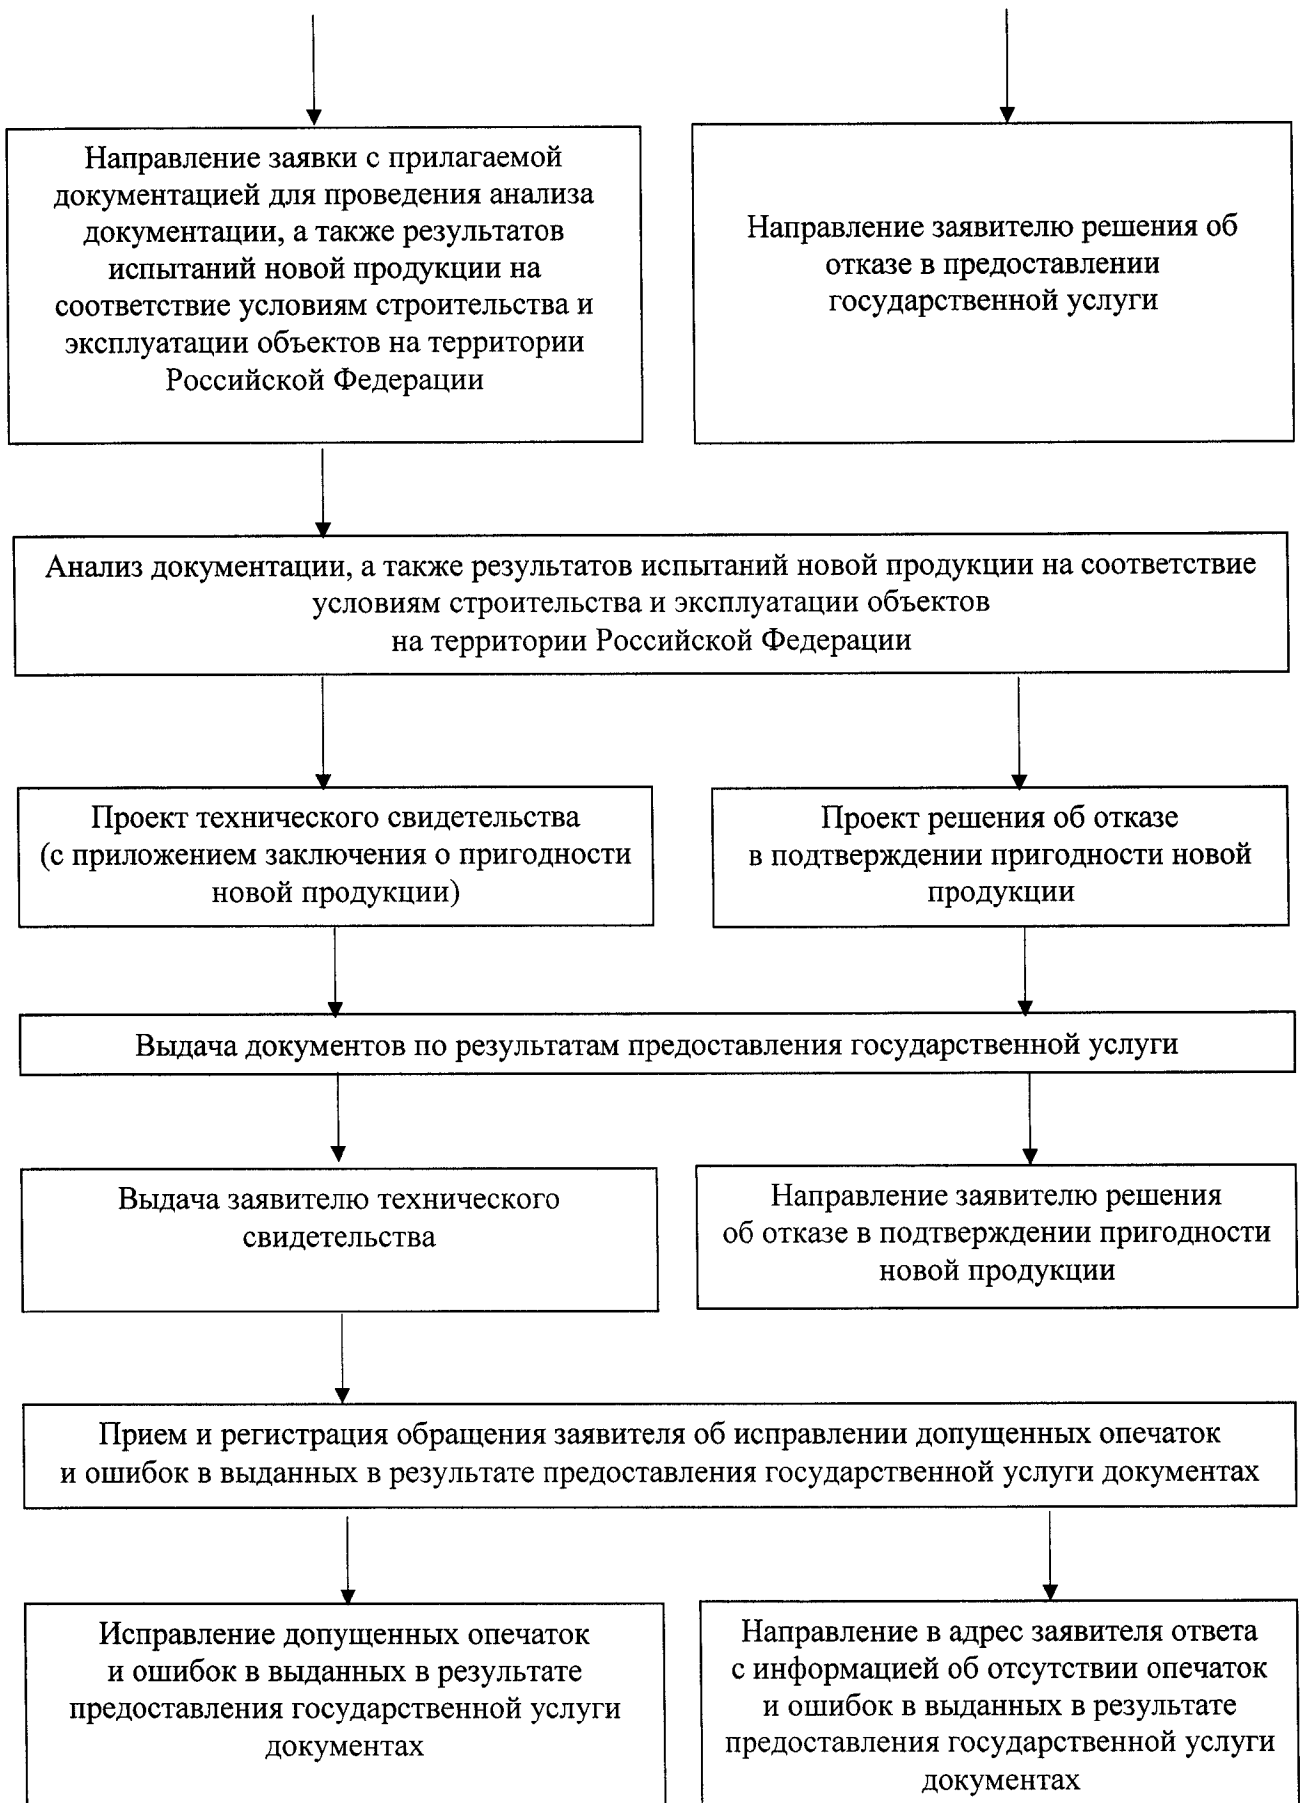 Направление заявки с прилагаемой
документацией для проведения анализа
документации, а также результатов
испытаний новой продукции на
соответствие условиям строительства и
эксплуатации объектов на территории
Российской Федерации
Направление заявителю решения об
отказе в предоставлении
государственной услуги
Анализ документации, а также результатов испытаний новой продукции на соответствие
условиям строительства и эксплуатации объектов
на территории Российской Федерации
Проект технического свидетельства
(с приложением заключения о пригодности
новой продукции)
Проект решения об отказе
в подтверждении пригодности новой
продукции
Выдача документов по результатам предоставления государственной услуги
Выдача заявителю технического
свидетельства
Направление заявителю решения
об отказе в подтверждении пригодности
новой продукции
Прием и регистрация обращения заявителя об исправлении допущенных опечаток
и ошибок в выданных в результате предоставления государственной услуги документах
Исправление допущенных опечаток
и ошибок в выданных в результате
предоставления государственной услуги
документах
Направление в адрес заявителя ответа
с информацией об отсутствии опечаток
и ошибок в выданных в результате
предоставления государственной услуги
документах